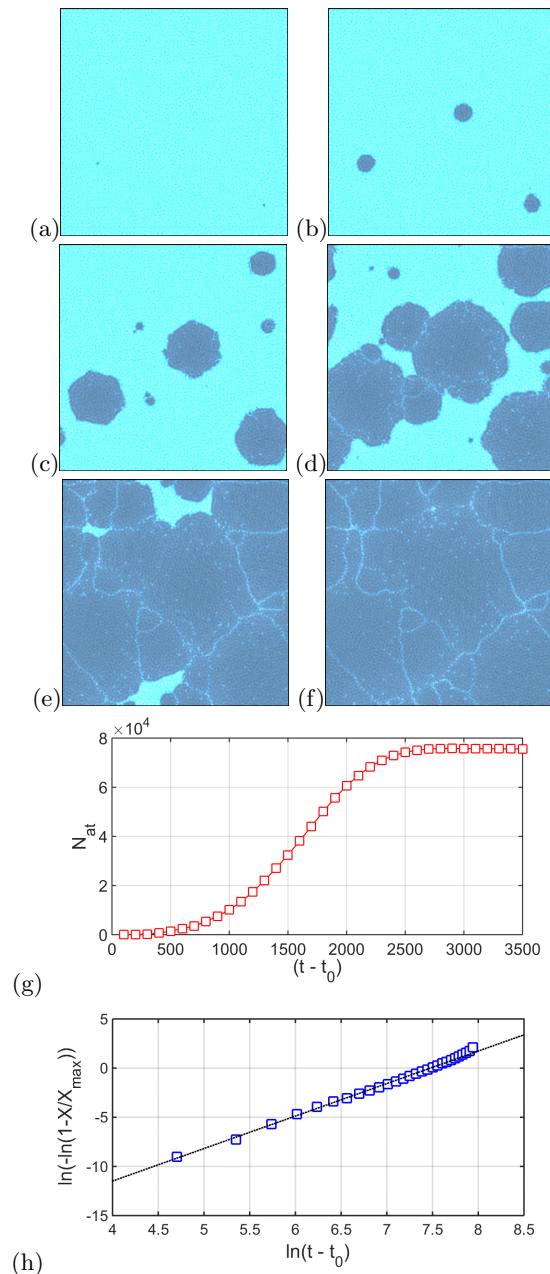 (a)
(b)
(c)
(d)
(e)
(f)
×10⁴
8
6
4
2
0
N_at
0 500 1000 1500 2000 2500 3000 3500
(t - t₀)
(g)
5
0
-5
-10
-15
ln(-ln(1-X/X_max))
4 4.5 5 5.5 6 6.5 7 7.5 8 8.5
ln(t - t₀)
(h)